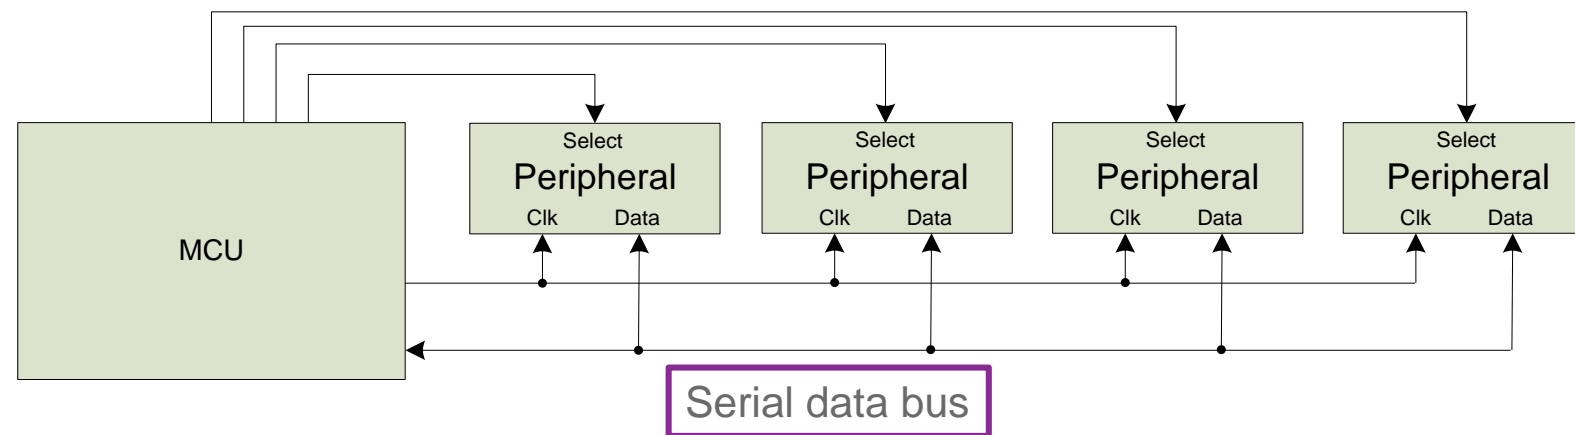 MCU
Select
Peripheral
Clk Data
Select
Peripheral
Clk Data
Select
Peripheral
Clk Data
Select
Peripheral
Clk Data
Serial data bus